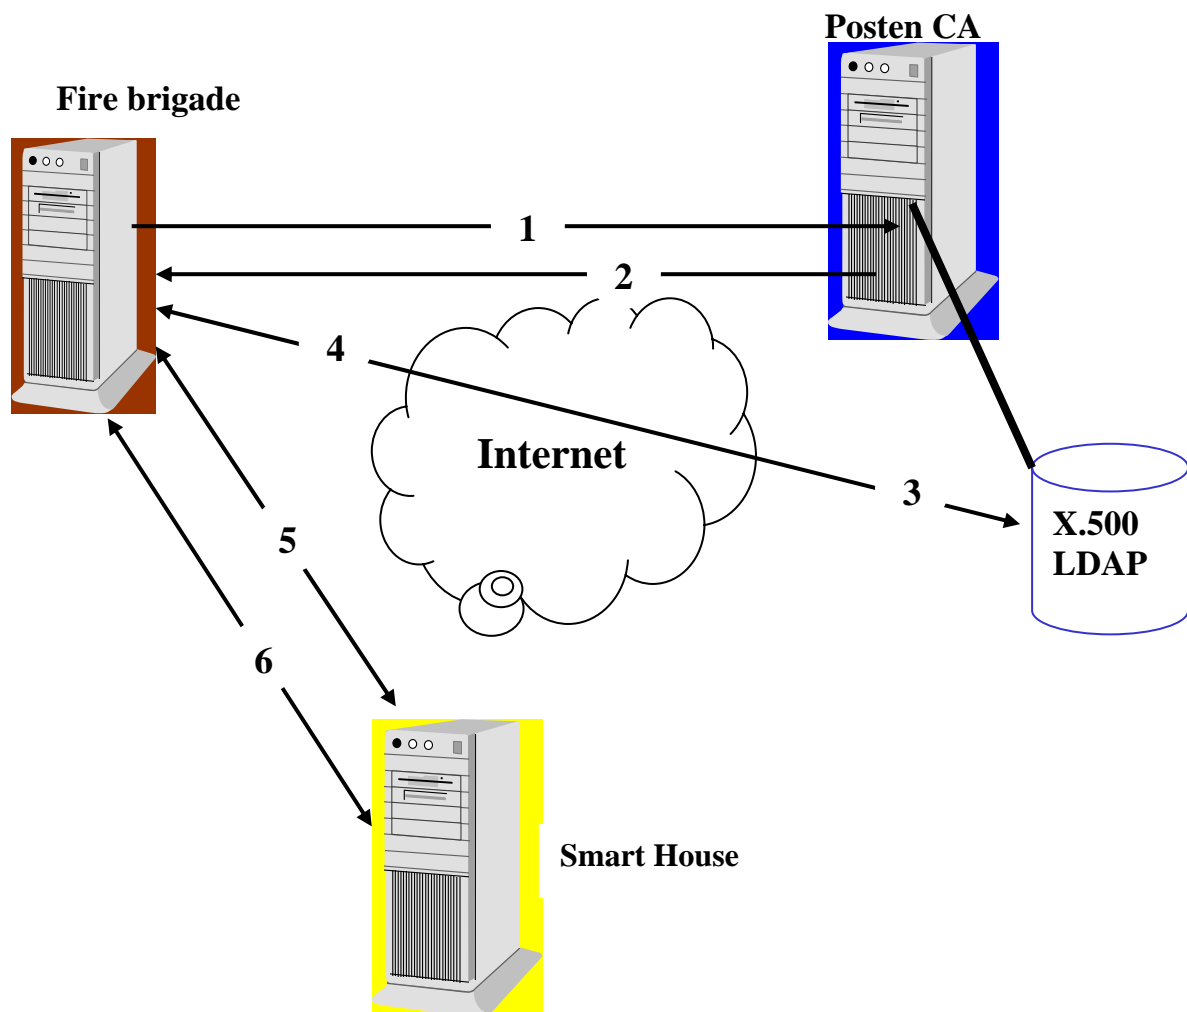 Posten CA
Fire brigade
1
2
4
Internet
3
X.500
LDAP
5
6
Smart House